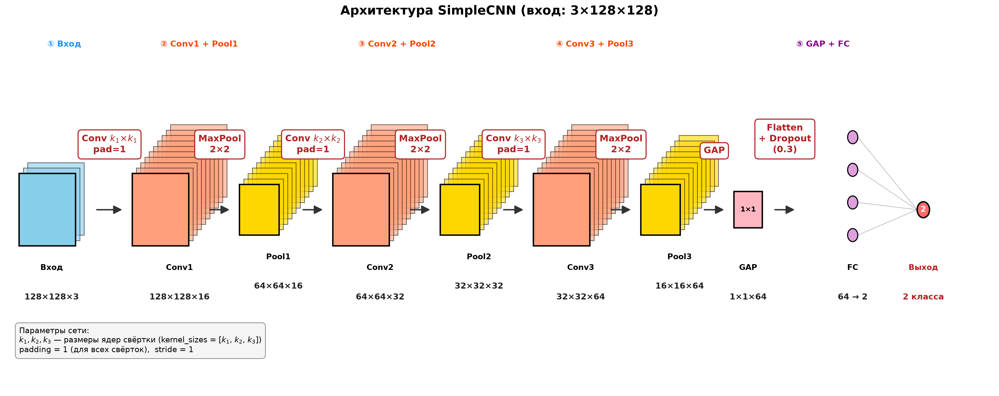 Архитектура SimpleCNN (вход: 3×128×128)
① Вход
② Conv1 + Pool1
③ Conv2 + Pool2
④ Conv3 + Pool3
⑤ GAP + FC
Conv k₁×k₁
pad=1
MaxPool
2×2
Conv k₂×k₂
pad=1
MaxPool
2×2
Conv k₃×k₃
pad=1
MaxPool
2×2
GAP
Flatten
+ Dropout
(0.3)
1×1
2
Вход
128×128×3
Conv1
128×128×16
Pool1
64×64×16
Conv2
64×64×32
Pool2
32×32×32
Conv3
32×32×64
Pool3
16×16×64
GAP
1×1×64
FC
64 → 2
Выход
2 класса
Параметры сети:
k₁, k₂, k₃ — размеры ядер свёртки (kernel_sizes = [k₁, k₂, k₃])
padding = 1 (для всех свёрток), stride = 1